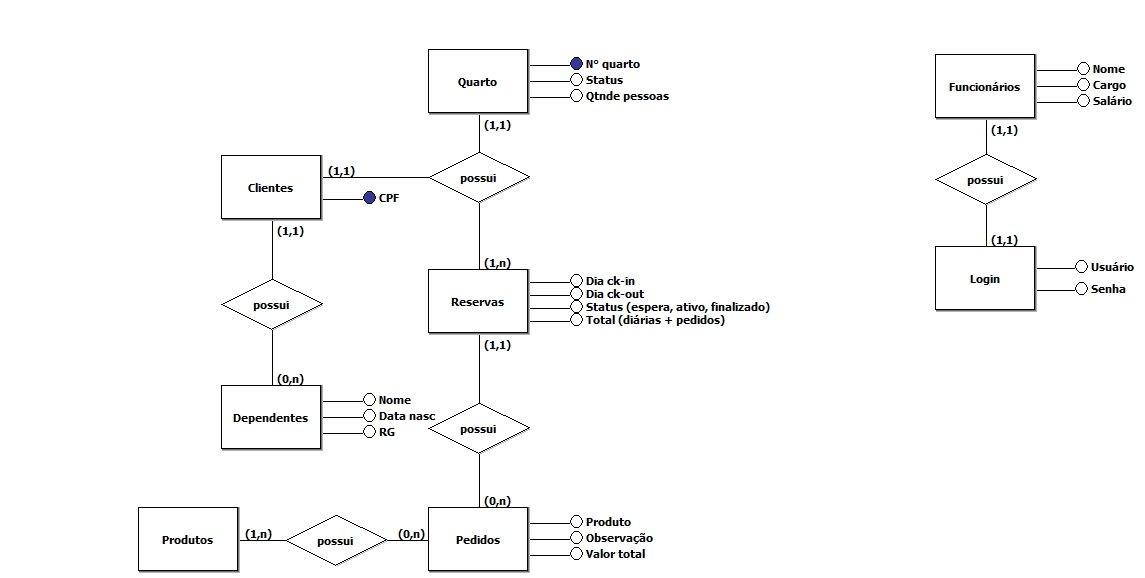 Quarto
N° quarto
Status
Qtnde pessoas
(1,1)
possui
(1,1)
Clientes
CPF
(1,1)
possui
(0,n)
Dependentes
Nome
Data nasc
RG
(1,n)
Reservas
Dia ck-in
Dia ck-out
Status (espera, ativo, finalizado)
Total (diárias + pedidos)
(1,1)
possui
(0,n)
Pedidos
Produto
Observação
Valor total
(0,n)
possui
(1,n)
Produtos
Funcionários
Nome
Cargo
Salário
(1,1)
possui
(1,1)
Login
Usuário
Senha